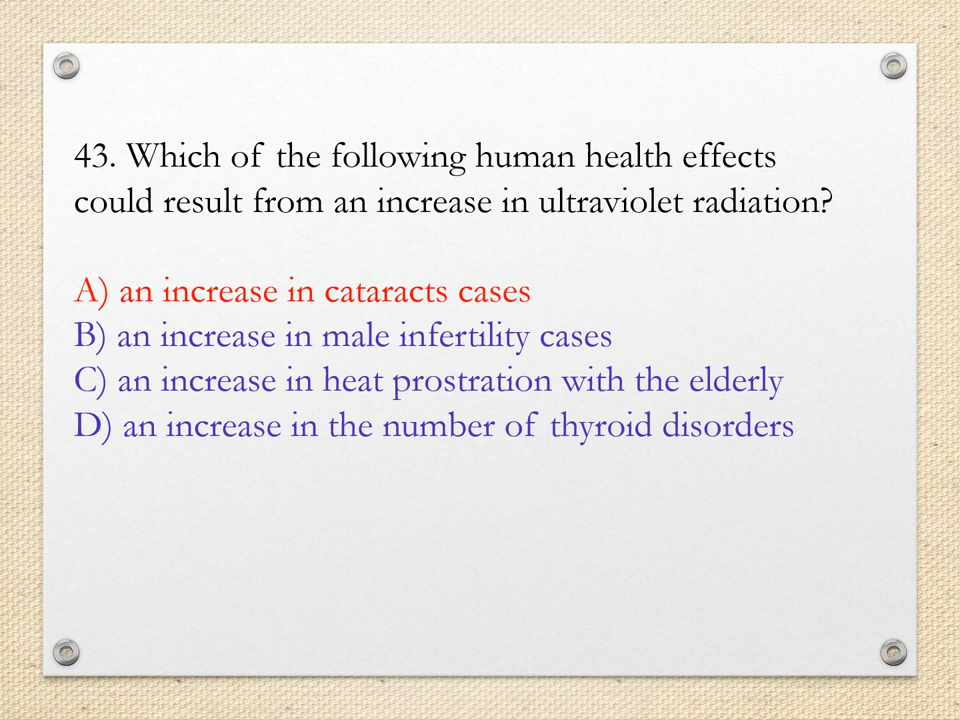 43. Which of the following human health effects
could result from an increase in ultraviolet radiation?
A) an increase in cataracts cases
B) an increase in male infertility cases
C) an increase in heat prostration with the elderly
D) an increase in the number of thyroid disorders